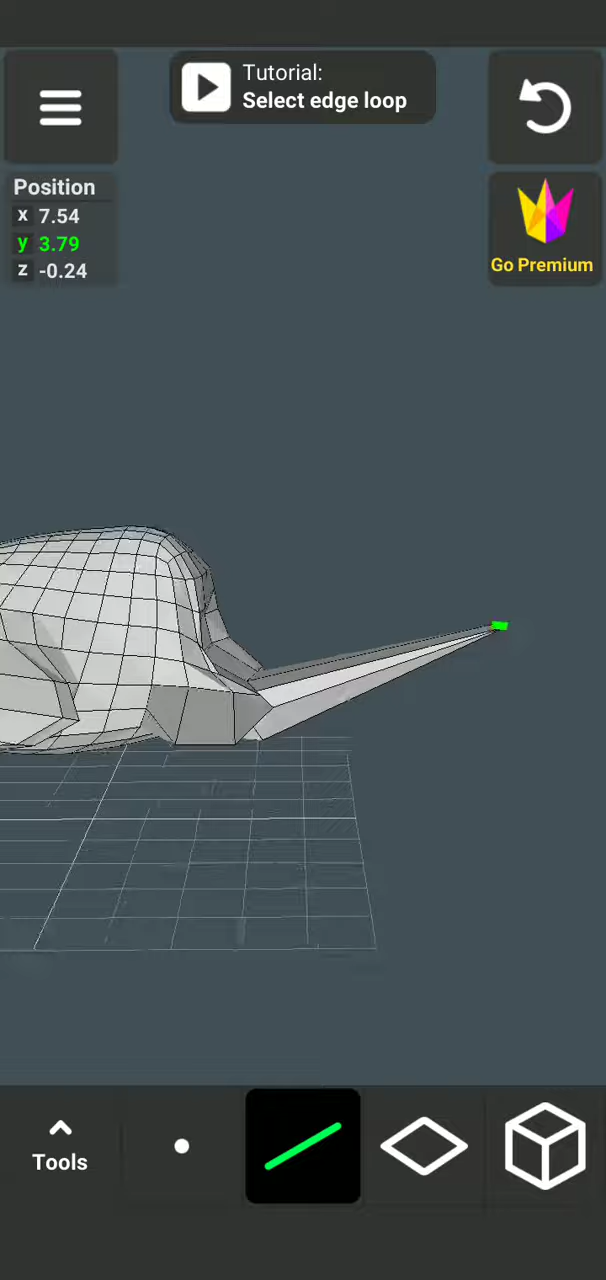 Tutorial:
Select edge loop
Position
x 7.54
y 3.79
z -0.24
Go Premium
Tools